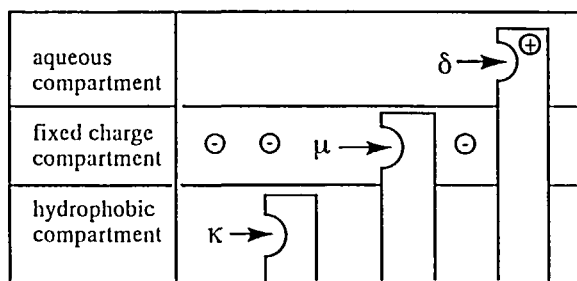 aqueous
compartment
δ
+
fixed charge
compartment
- - μ -
hydrophobic
compartment
κ